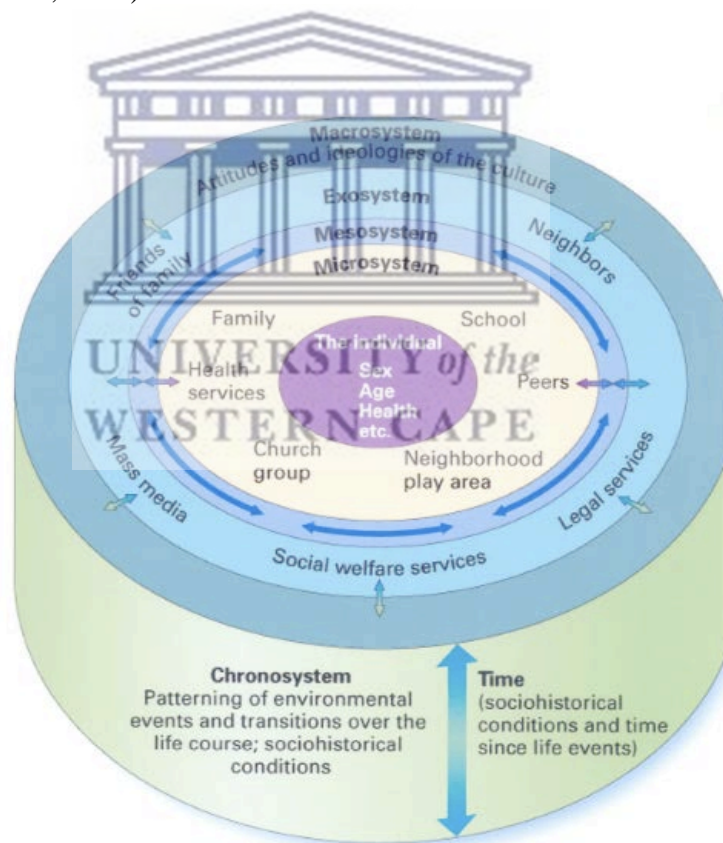 Macrosystem
Attitudes and ideologies of the culture
Exosystem
Mesosystem
Microsystem
Friends
of family
Neighbors
Family
School
The individual
Sex
Age
Health
etc.
Health
services
Peers
Church
group
Neighborhood
play area
Mass media
Legal services
Social welfare services
UNIVERSITY of the
WESTERN CAPE
Chronosystem
Patterning of environmental
events and transitions over the
life course; sociohistorical
conditions
Time
(sociohistorical
conditions and time
since life events)